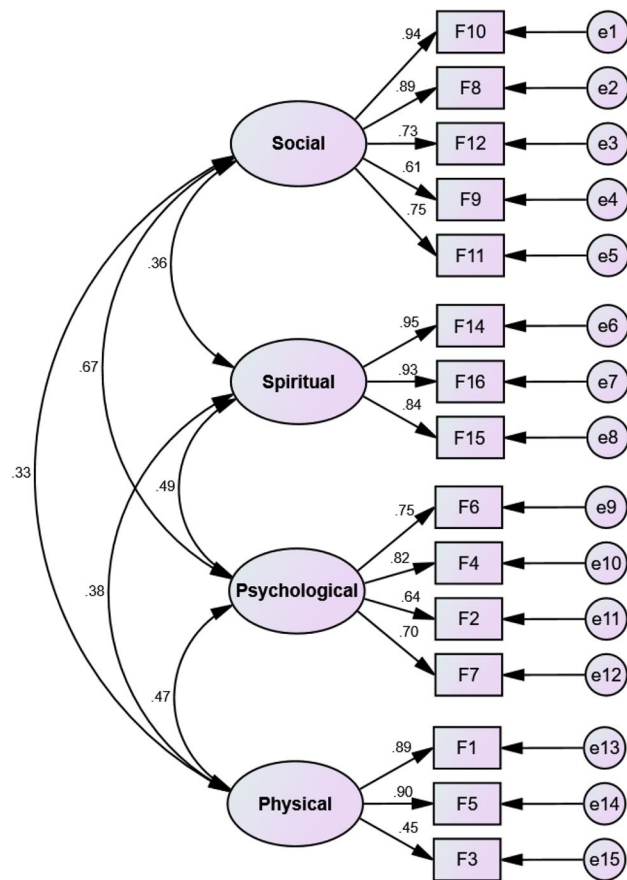 .94 F10 e1
.89 F8 e2
Social .73 F12 e3
.61 F9 e4
.75 F11 e5
.36
.95 F14 e6
.67 Spiritual .93 F16 e7
.84 F15 e8
.33
.49
.75 F6 e9
.82 F4 e10
.38 Psychological
.64 F2 e11
.70 F7 e12
.47
.89 F1 e13
Physical .90 F5 e14
.45 F3 e15